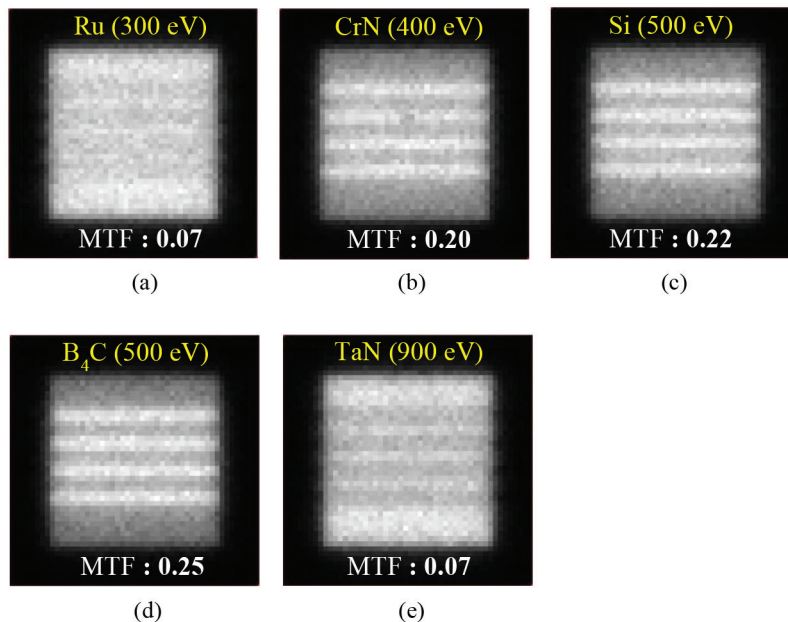 Ru (300 eV)
MTF : 0.07
(a)
CrN (400 eV)
MTF : 0.20
(b)
Si (500 eV)
MTF : 0.22
(c)
B₄C (500 eV)
MTF : 0.25
(d)
TaN (900 eV)
MTF : 0.07
(e)